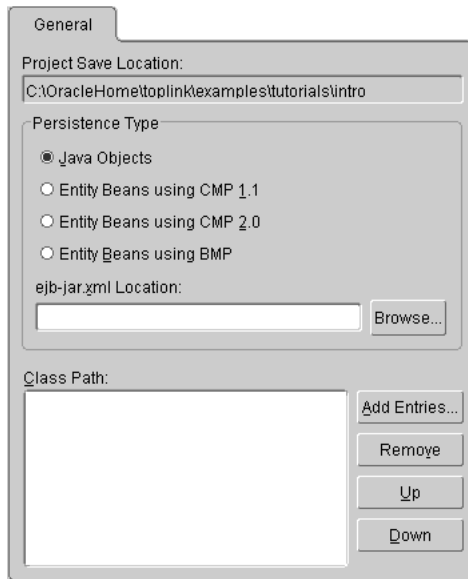 General
Project Save Location:
C:\OracleHome\toplink\examples\tutorials\intro
Persistence Type
Java Objects
Entity Beans using CMP 1.1
Entity Beans using CMP 2.0
Entity Beans using BMP
ejb-jar.xml Location:
Browse...
Class Path:
Add Entries...
Remove
Up
Down